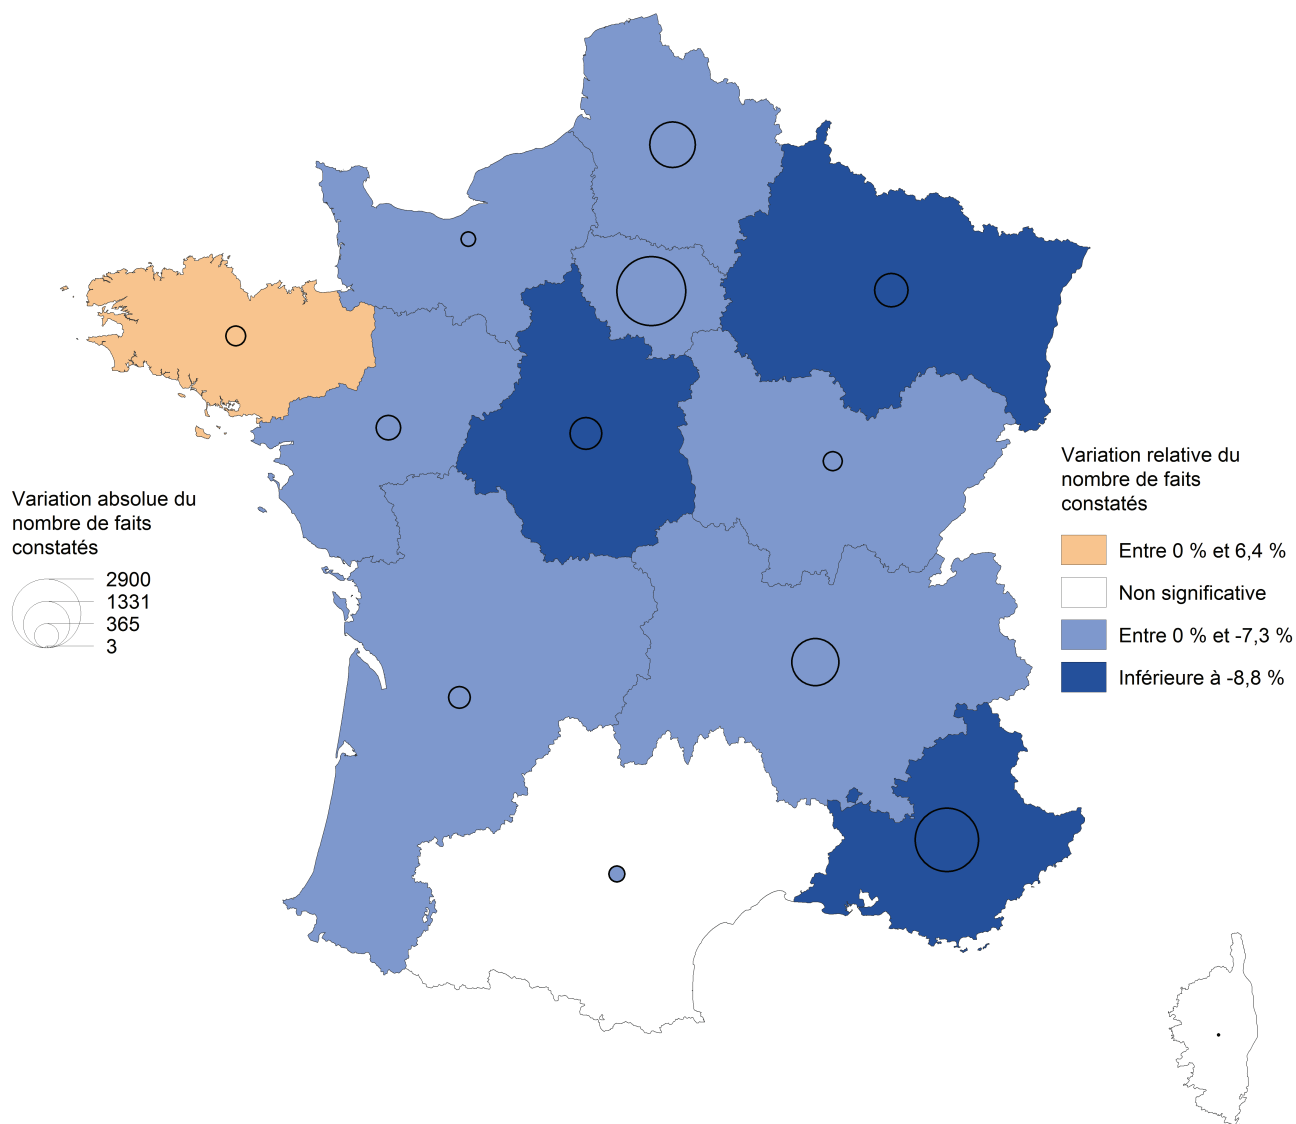 Variation absolue du
nombre de faits
constatés
2900
1331
365
3
Variation relative du
nombre de faits
constatés
Entre 0 % et 6,4 %
Non significative
Entre 0 % et -7,3 %
Inférieure à -8,8 %